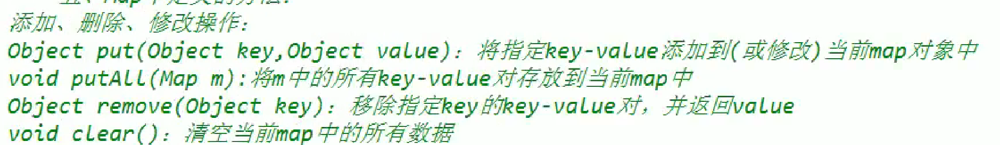 添加、删除、修改操作：
Object put(Object key,Object value)：将指定key-value添加到(或修改)当前map对象中
void putAll(Map m):将m中的所有key-value对存放到当前map中
Object remove(Object key)：移除指定key的key-value对，并返回value
void clear()：清空当前map中的所有数据